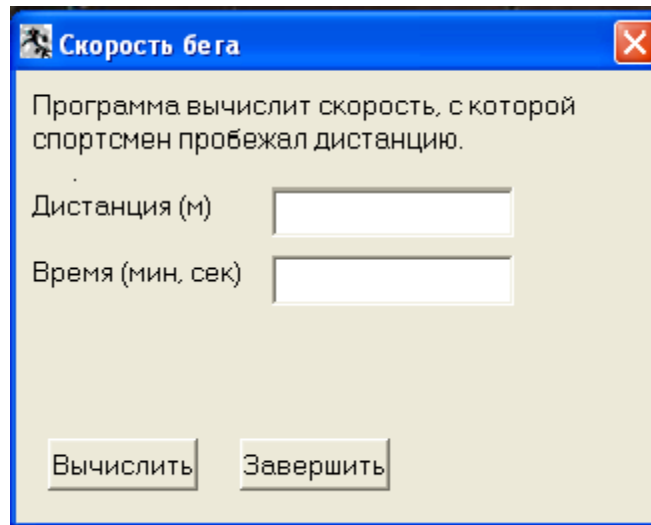 Скорость бега
Программа вычислит скорость, с которой
спортсмен пробежал дистанцию.
Дистанция (м)
Время (мин, сек)
Вычислить Завершить